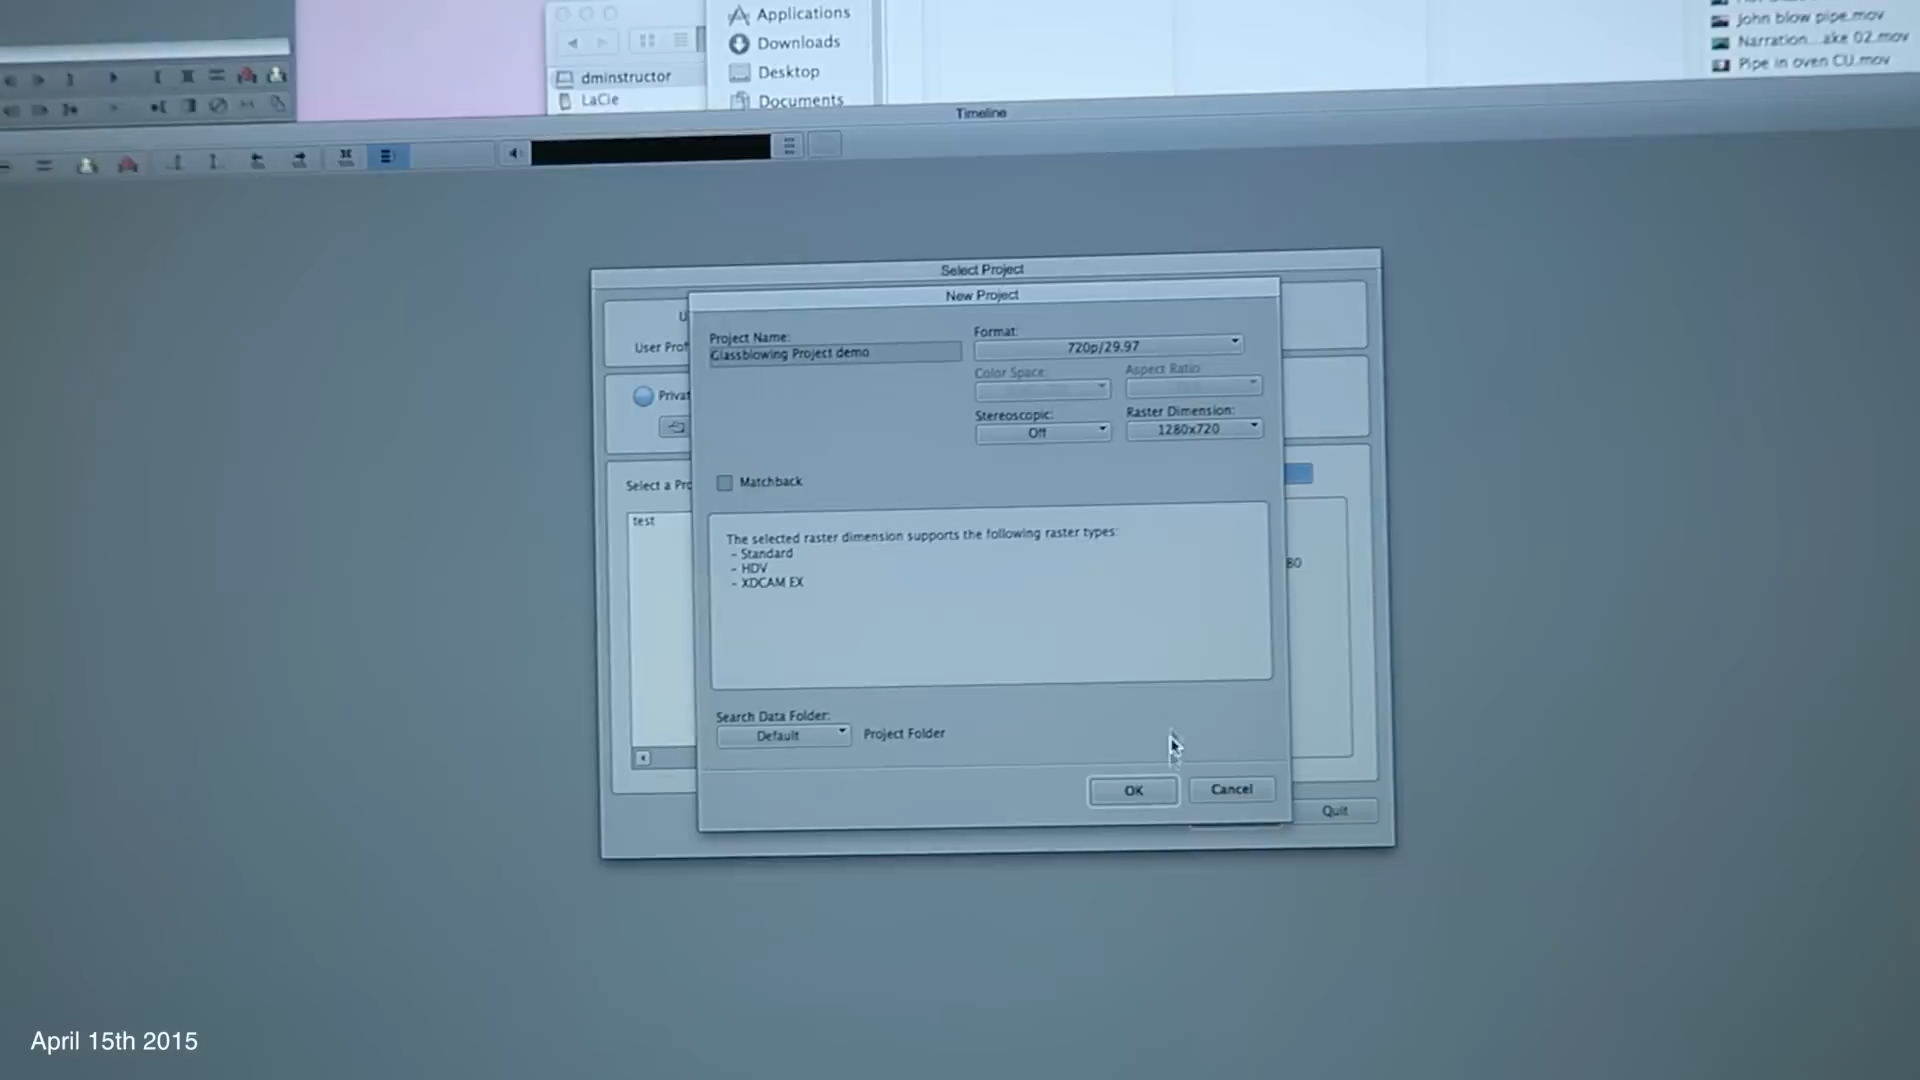 Applications
Downloads
Desktop
Documents
dminstructor
LaCie
John blow pipe.mov
Narration...ake 02.mov
Pipe in oven CU.mov
Timeline
Select Project
New Project
User Prof
Project Name:
Glassblowing Project demo
Format:
720p/29.97
Color Space:
Aspect Ratio
Stereoscopic:
Off
Raster Dimension:
1280x720
Privat
Matchback
Select a Pro
test
The selected raster dimension supports the following raster types:
- Standard
- HDV
- XDCAM EX
80
Search Data Folder:
Default
Project Folder
OK
Cancel
Quit
April 15th 2015